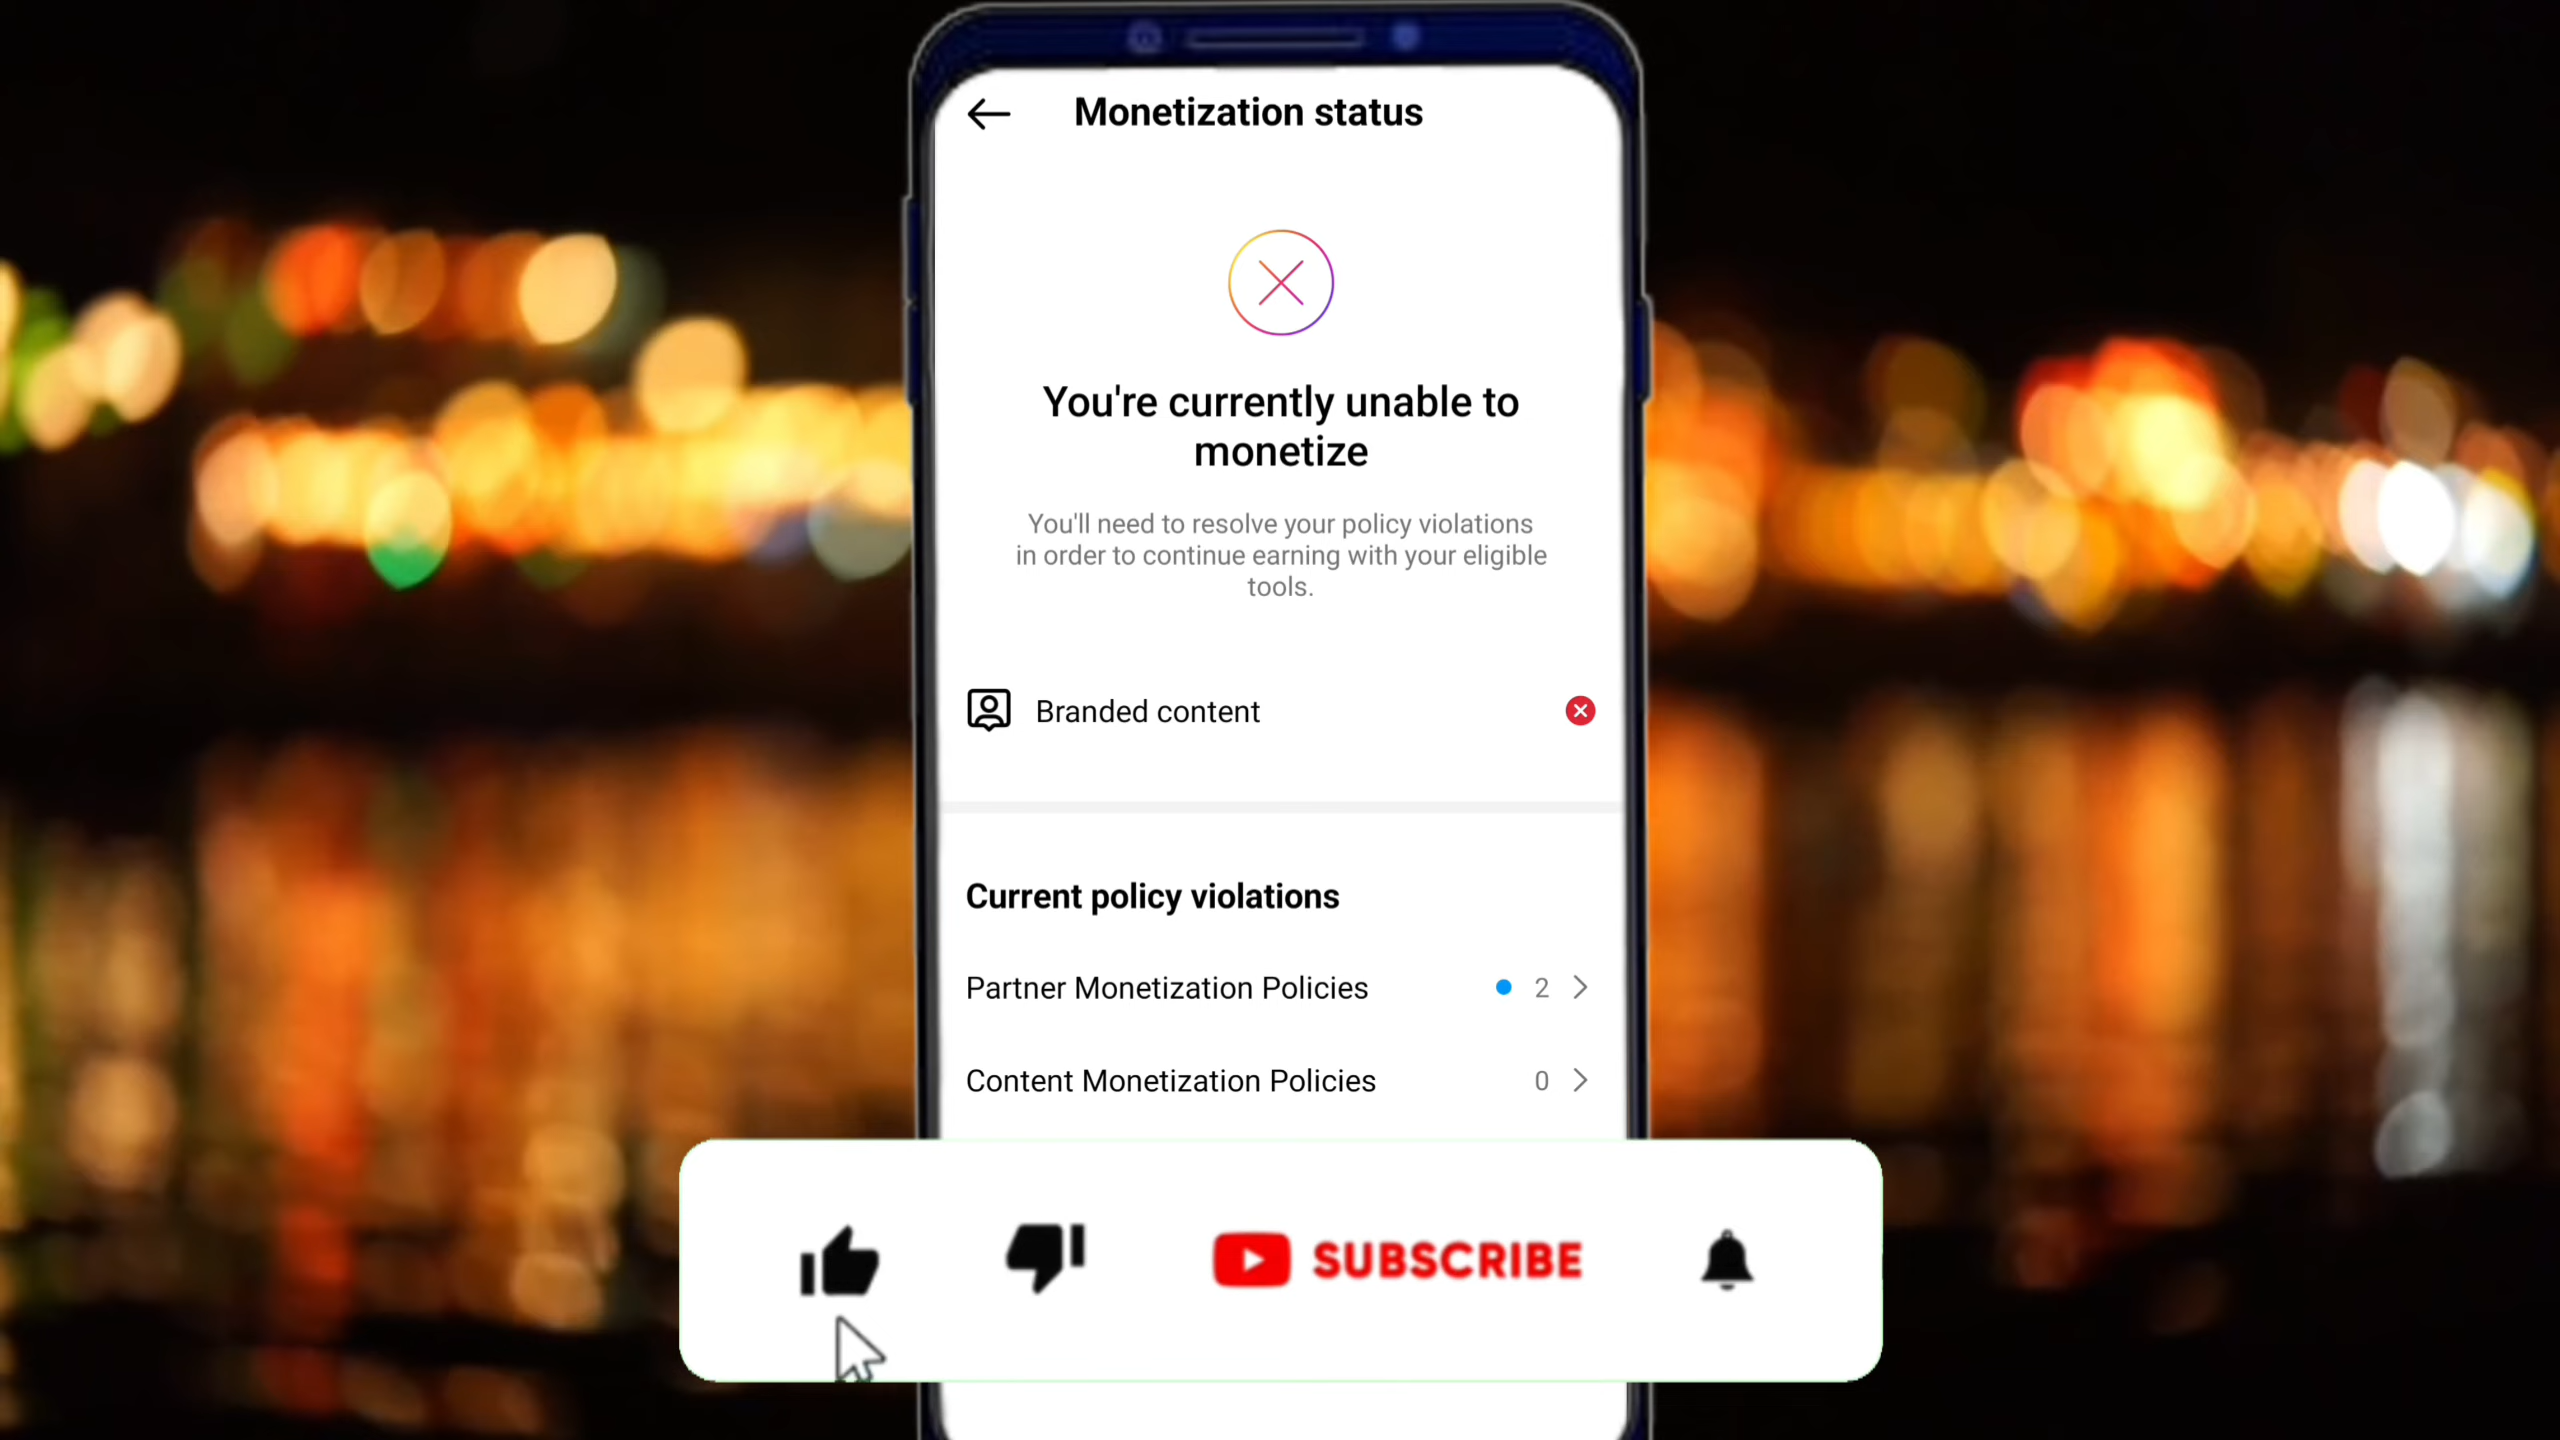 Monetization status
You're currently unable to
monetize
You'll need to resolve your policy violations
in order to continue earning with your eligible
tools.
Branded content
Current policy violations
Partner Monetization Policies 2
Content Monetization Policies 0
SUBSCRIBE